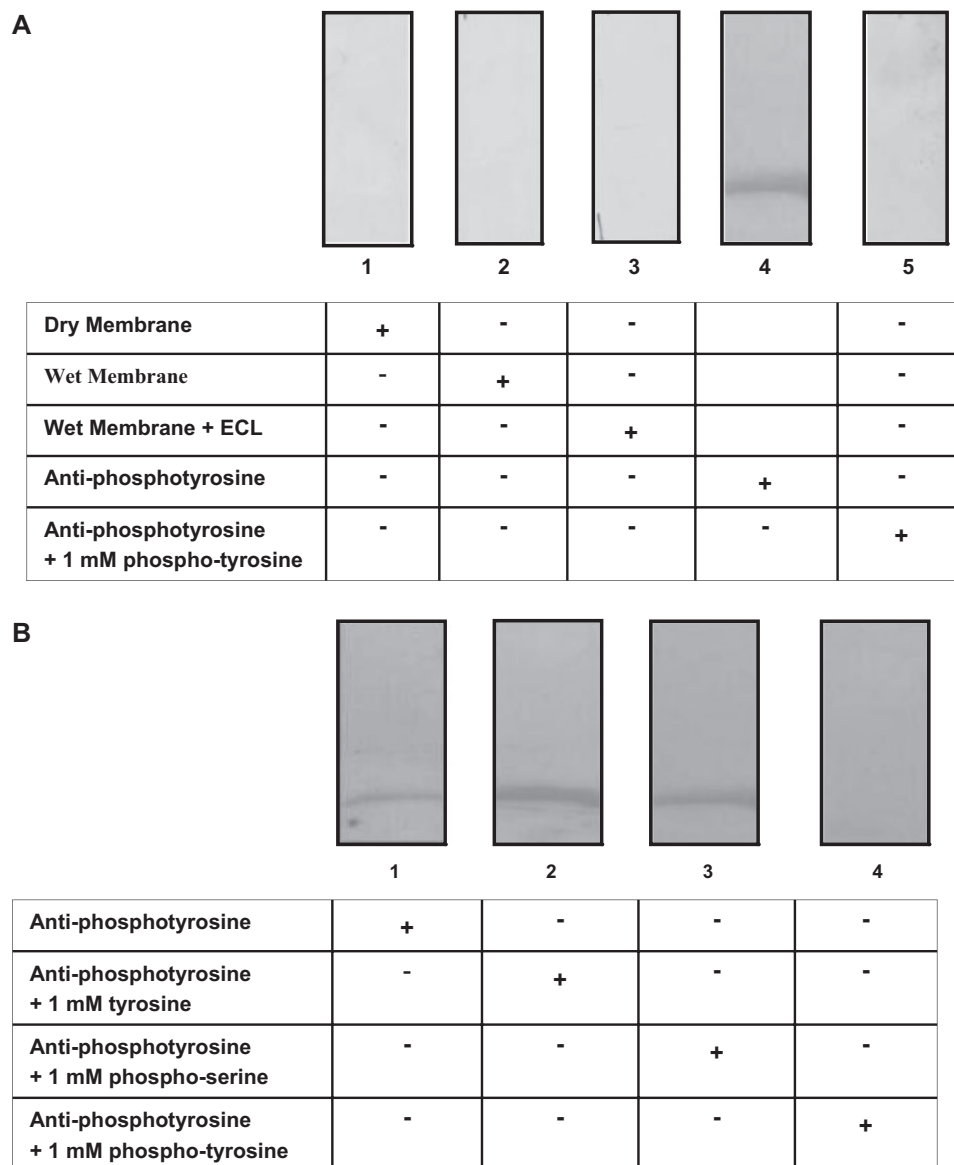 A
1 2 3 4 5
Dry Membrane + - - -
Wet Membrane - + - -
Wet Membrane + ECL - - + -
Anti-phosphotyrosine - - - + -
Anti-phosphotyrosine
+ 1 mM phospho-tyrosine - - - - +
B
1 2 3 4
Anti-phosphotyrosine + - - -
Anti-phosphotyrosine
+ 1 mM tyrosine - + - -
Anti-phosphotyrosine
+ 1 mM phospho-serine - - + -
Anti-phosphotyrosine
+ 1 mM phospho-tyrosine - - - +